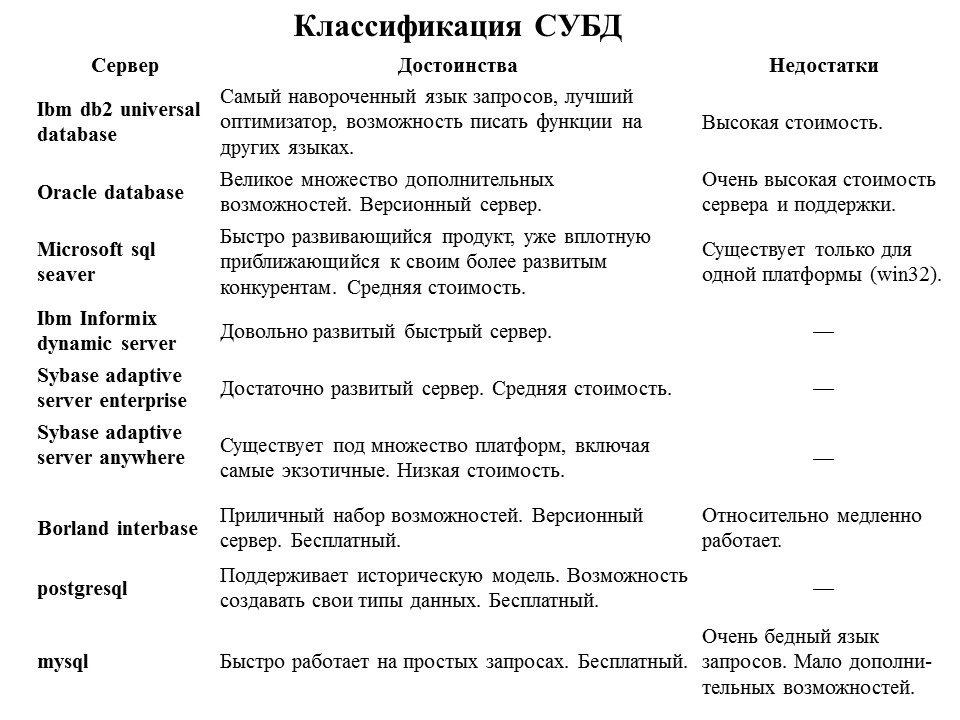 Классификация СУБД
Сервер Достоинства Недостатки
Ibm db2 universal
database
Самый навороченный язык запросов, лучший
оптимизатор, возможность писать функции на
других языках.
Высокая стоимость.
Oracle database
Великое множество дополнительных
возможностей. Версионный сервер.
Очень высокая стоимость
сервера и поддержки.
Microsoft sql
seaver
Быстро развивающийся продукт, уже вплотную
приближающийся к своим более развитым
конкурентам. Средняя стоимость.
Существует только для
одной платформы (win32).
Ibm Informix
dynamic server
Довольно развитый быстрый сервер.
—
Sybase adaptive
server enterprise
Достаточно развитый сервер. Средняя стоимость.
—
Sybase adaptive
server anywhere
Существует под множество платформ, включая
самые экзотичные. Низкая стоимость.
—
Borland interbase
Приличный набор возможностей. Версионный
сервер. Бесплатный.
Относительно медленно
работает.
postgresql
Поддерживает историческую модель. Возможность
создавать свои типы данных. Бесплатный.
—
mysql
Быстро работает на простых запросах. Бесплатный.
Очень бедный язык
запросов. Мало дополни-
тельных возможностей.